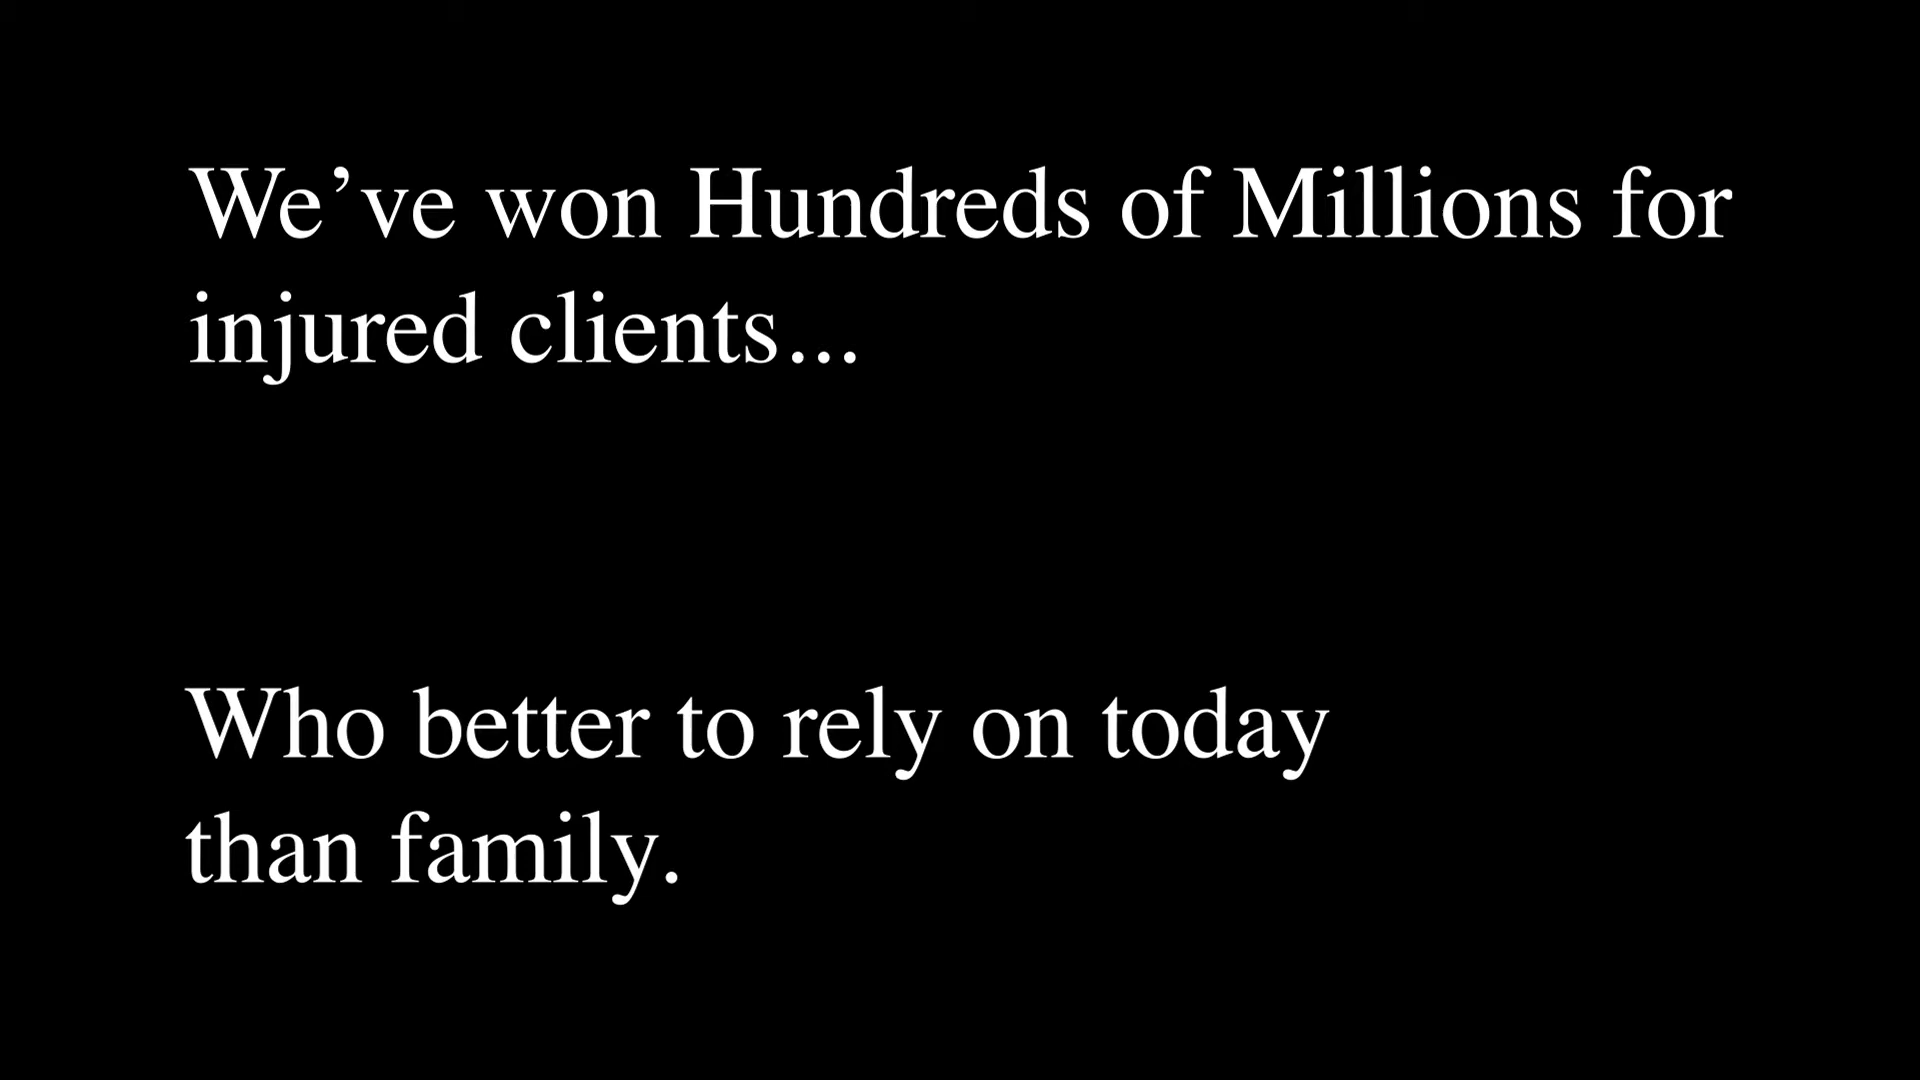 We’ve won Hundreds of Millions for
injured clients...
Who better to rely on today
than family.